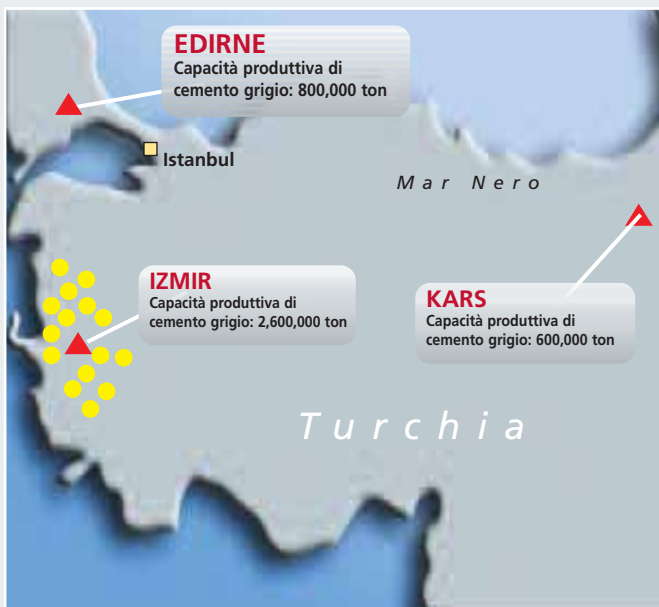 EDIRNE
Capacità produttiva di
cemento grigio: 800,000 ton
Istanbul
Mar Nero
IZMIR
Capacità produttiva di
cemento grigio: 2,600,000 ton
KARS
Capacità produttiva di
cemento grigio: 600,000 ton
Turchia